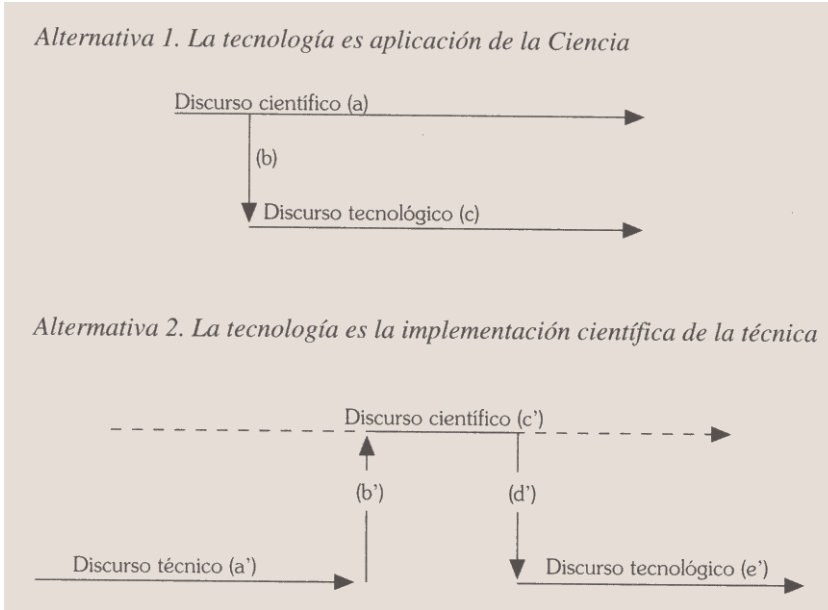 Alternativa 1. La tecnología es aplicación de la Ciencia
Discurso científico (a)
(b)
Discurso tecnológico (c)
Altermativa 2. La tecnología es la implementación científica de la técnica
Discurso científico (c’)
(b’)
(d’)
Discurso técnico (a’)
Discurso tecnológico (e’)